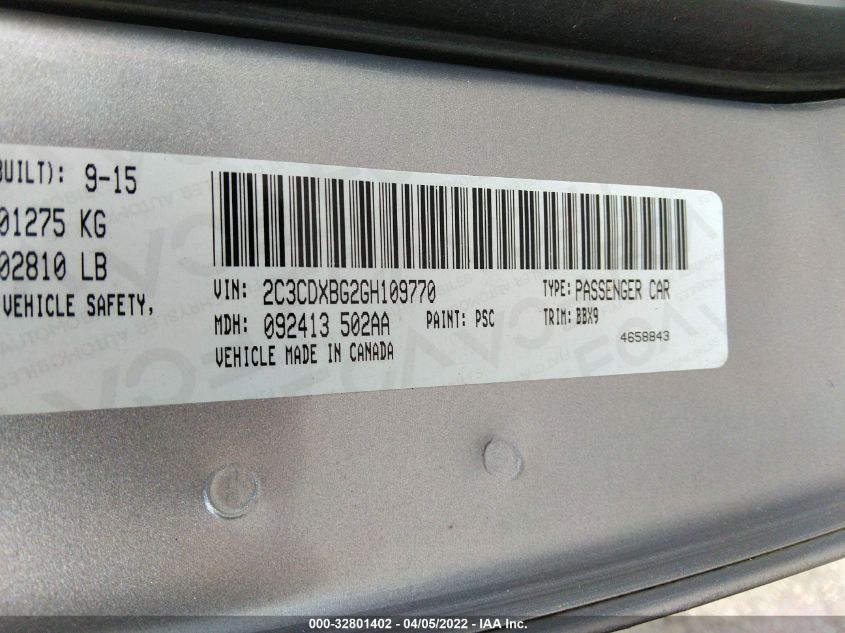 BUILT): 9-15
01275 KG
02810 LB
VEHICLE SAFETY,
VIN: 2C3CDXBG2GH109770
TYPE: PASSENGER CAR
MDH: 092413 502AA
PAINT: PSC
TRIM: BBX9
VEHICLE MADE IN CANADA
4658843
000-32801402 - 04/05/2022 - IAA Inc.